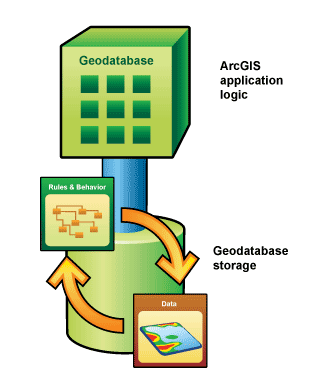 Geodatabase
ArcGIS
application
logic
Rules & Behavior
Geodatabase
storage
Data